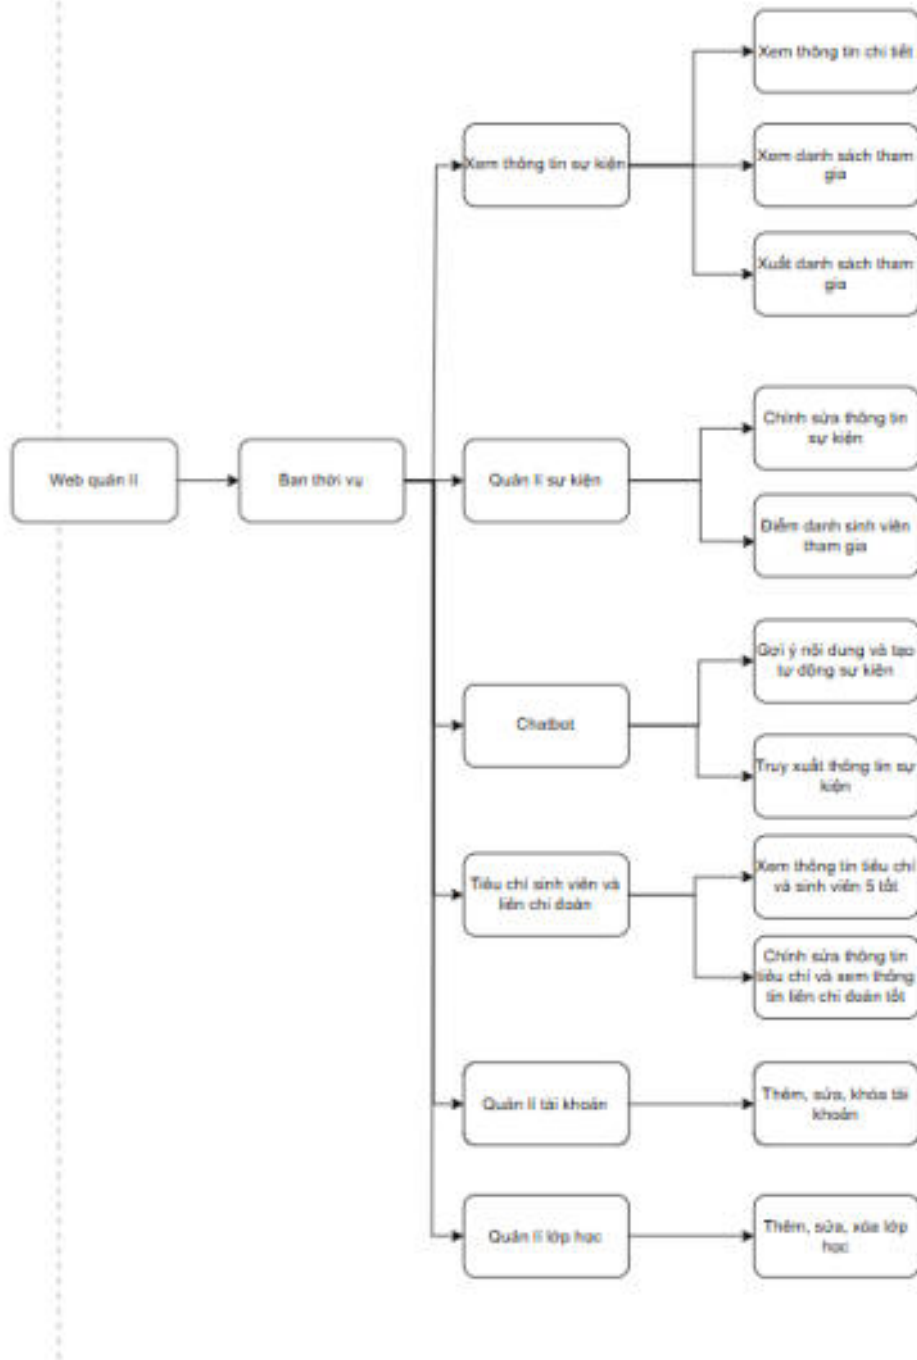 Xem thông tin chi tiết
Xem thông tin sự kiện
Xem danh sách tham
gia
Xuất danh sách tham
gia
Web quản lí
Ban thời vụ
Quản lí sự kiện
Chỉnh sửa thông tin
sự kiện
Điểm danh sinh viên
tham gia
Chatbot
Gợi ý nội dung và tạo
tự động sự kiện
Truy xuất thông tin sự
kiện
Tiêu chí sinh viên và
liên chi đoàn
Xem thông tin tiêu chí
và sinh viên 5 tốt
Chỉnh sửa thông tin
tiêu chí và xem thông
tin liên chi đoàn tốt
Quản lí tài khoản
Thêm, sửa, khóa tài
khoản
Quản lí lớp học
Thêm, sửa, xóa lớp
học